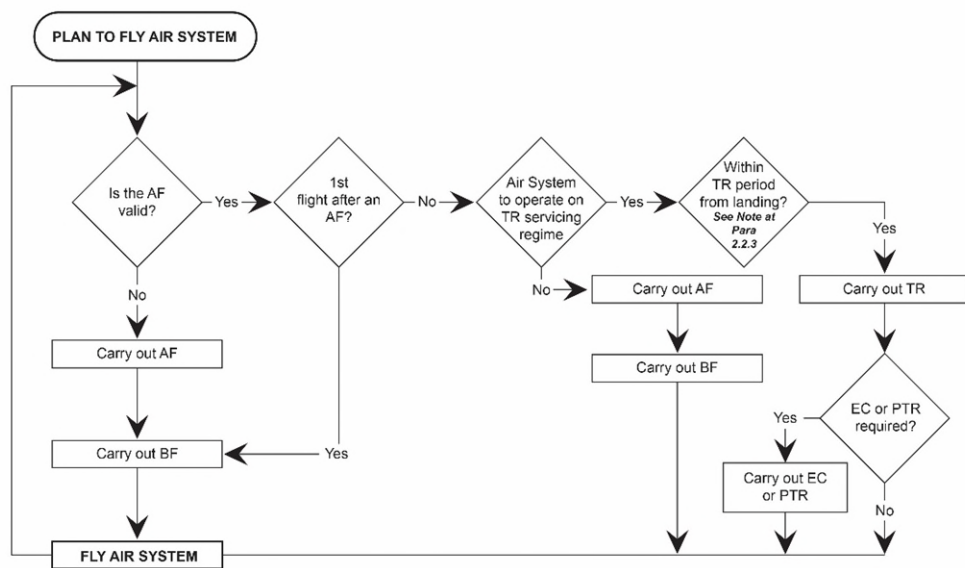 PLAN TO FLY AIR SYSTEM
Is the AF
valid?
Yes
1st
flight after an
AF?
No
Air System
to operate on
TR servicing
regime
Yes
Within
TR period
from landing?
See Note at
Para
2.2.3
Yes
No
No
Carry out AF
Carry out TR
Carry out AF
Carry out BF
EC or PTR
required?
Yes
Carry out BF
Yes
Carry out EC
or PTR
No
FLY AIR SYSTEM